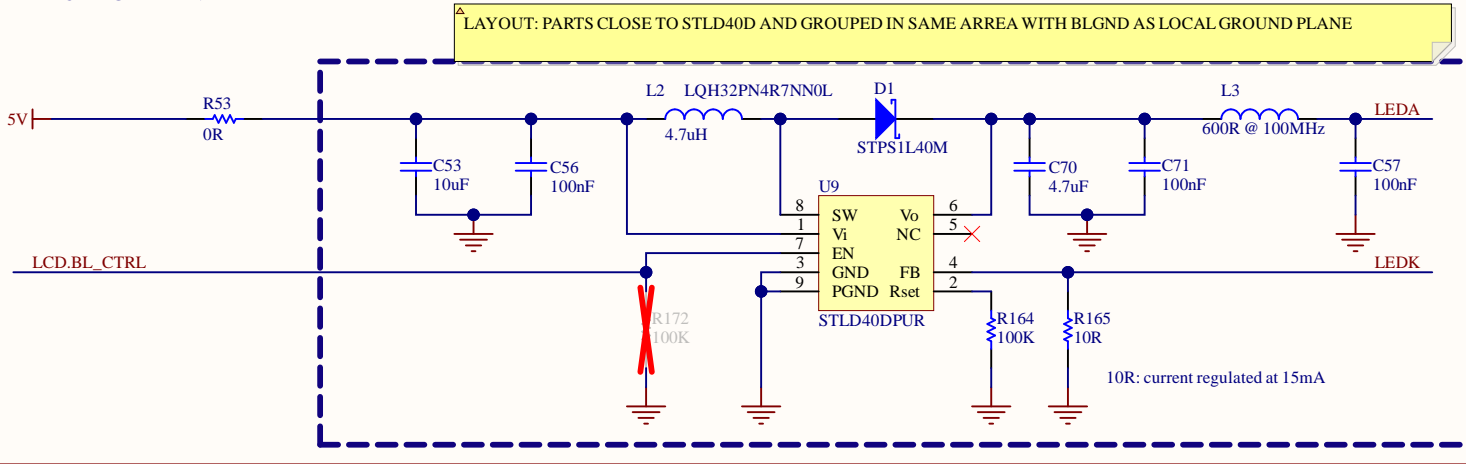 LAYOUT: PARTS CLOSE TO STLD40D AND GROUPED IN SAME ARREA WITH BLGND AS LOCAL GROUND PLANE
5V
R53
0R
L2 LQH32PN4R7NN0L
4.7uH
D1
STPS1L40M
L3
600R @ 100MHz
LEDA
C53
10uF
C56
100nF
C70
4.7uF
C71
100nF
C57
100nF
U9
8 SW Vo 6
1 Vi NC 5
7 EN
3 GND FB 4
9 PGND Rset 2
STLD40DPUR
LCD.BL_CTRL
LEDK
R172
100K
R164
100K
R165
10R
10R: current regulated at 15mA